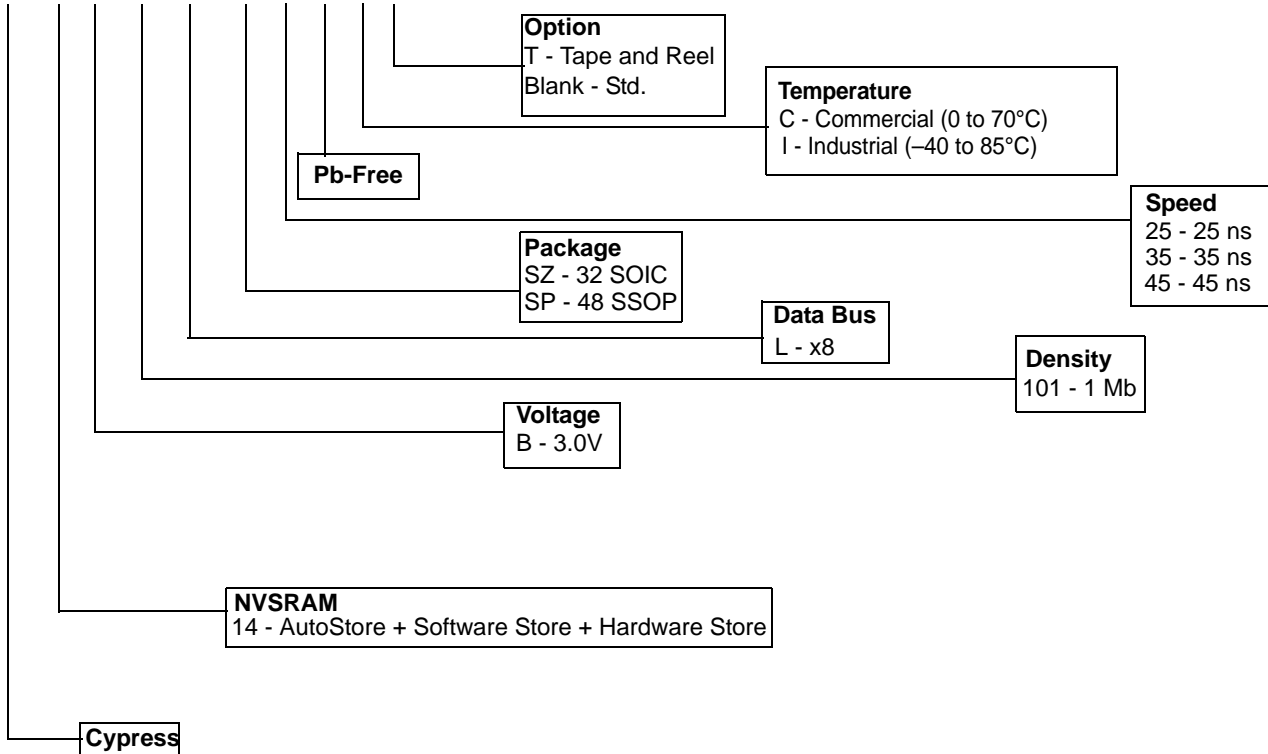 Option
T - Tape and Reel
Blank - Std.
Temperature
C - Commercial (0 to 70°C)
I - Industrial (–40 to 85°C)
Pb-Free
Speed
25 - 25 ns
35 - 35 ns
45 - 45 ns
Package
SZ - 32 SOIC
SP - 48 SSOP
Data Bus
L - x8
Density
101 - 1 Mb
Voltage
B - 3.0V
NVSRAM
14 - AutoStore + Software Store + Hardware Store
Cypress